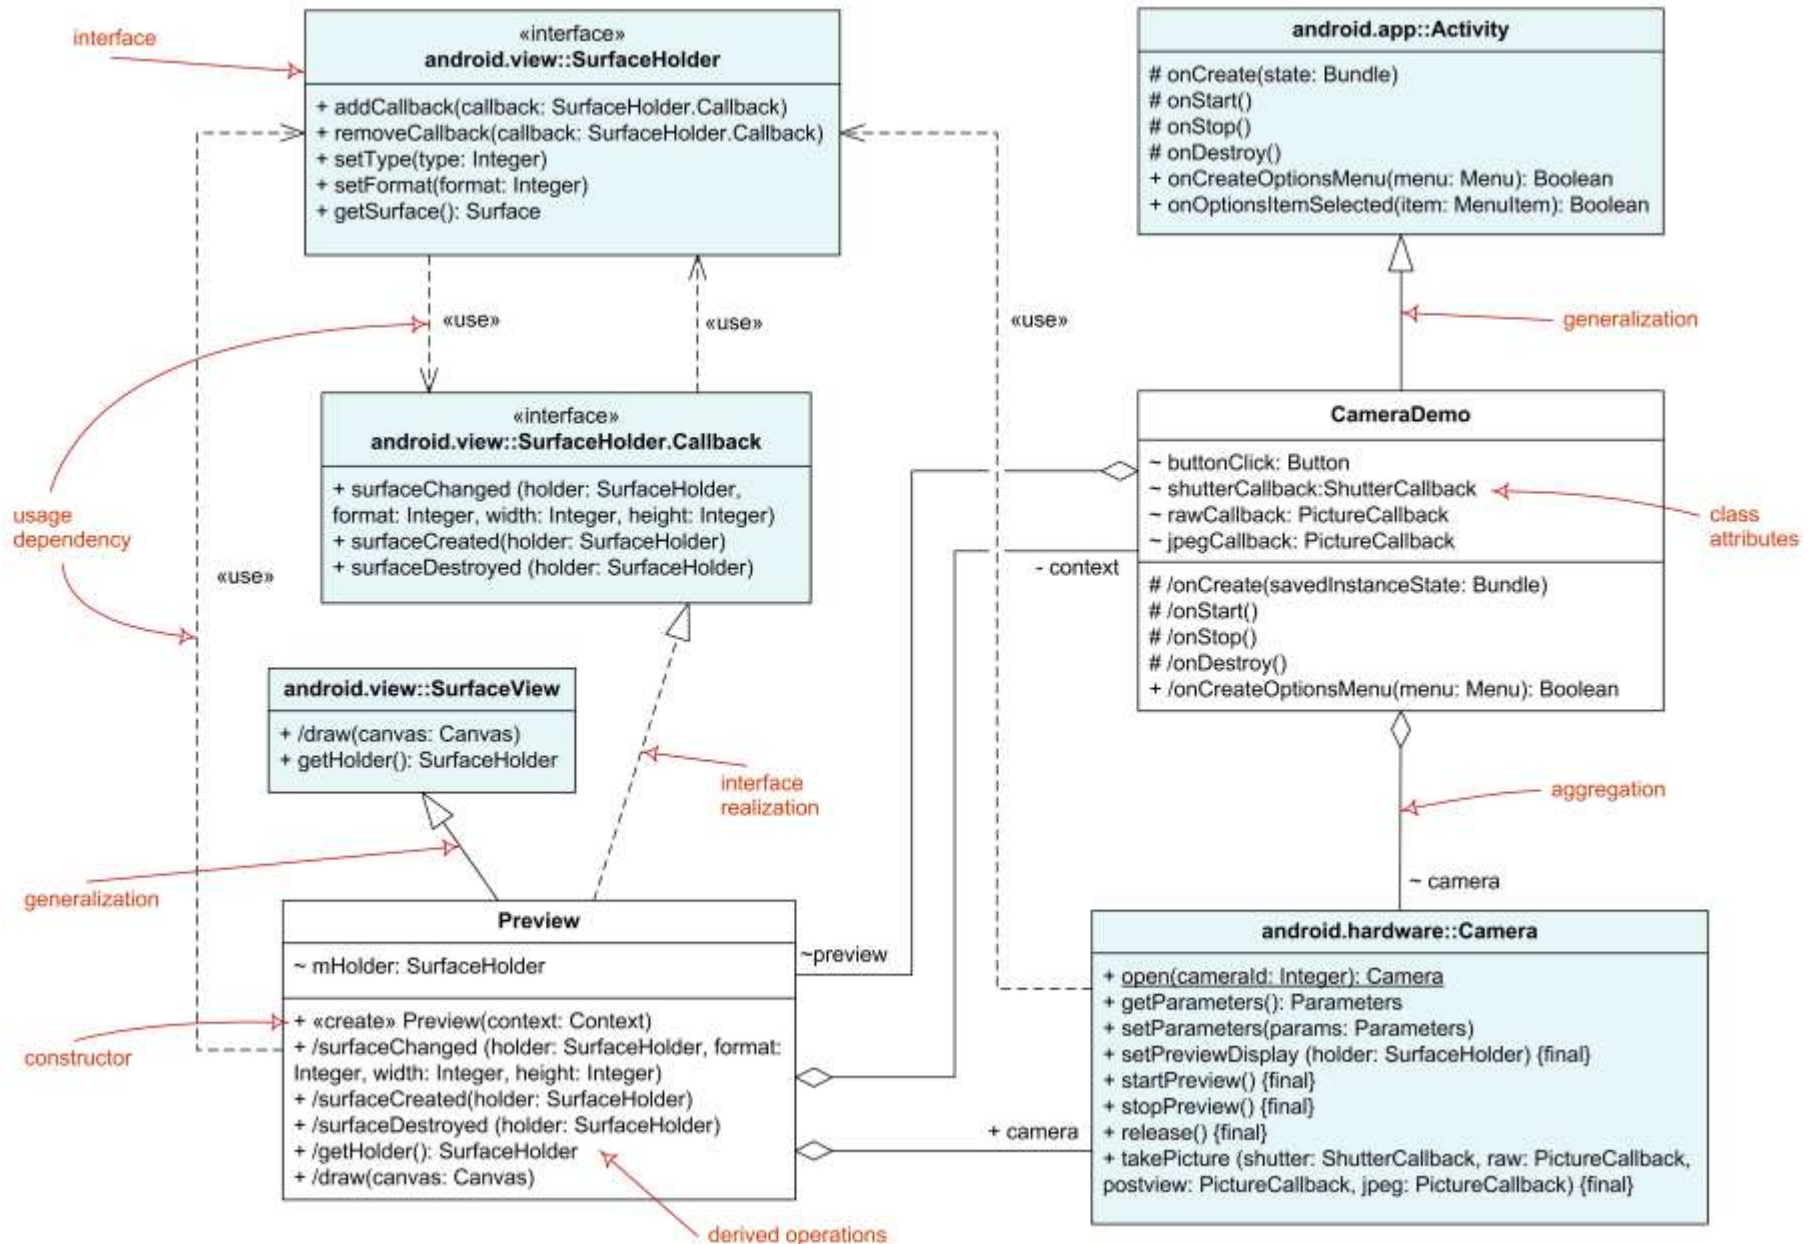 interface
«interface»
android.view::SurfaceHolder
+ addCallback(callback: SurfaceHolder.Callback)
+ removeCallback(callback: SurfaceHolder.Callback)
+ setType(type: Integer)
+ setFormat(format: Integer)
+ getSurface(): Surface
android.app::Activity
# onCreate(state: Bundle)
# onStart()
# onStop()
# onDestroy()
+ onCreateOptionsMenu(menu: Menu): Boolean
+ onOptionsItemSelected(item: MenuItem): Boolean
«use»
«use»
«use»
generalization
«interface»
android.view::SurfaceHolder.Callback
+ surfaceChanged (holder: SurfaceHolder,
format: Integer, width: Integer, height: Integer)
+ surfaceCreated(holder: SurfaceHolder)
+ surfaceDestroyed (holder: SurfaceHolder)
CameraDemo
~ buttonClick: Button
~ shutterCallback:ShutterCallback
~ rawCallback: PictureCallback
~ jpegCallback: PictureCallback
# /onCreate(savedInstanceState: Bundle)
# /onStart()
# /onStop()
# /onDestroy()
+ /onCreateOptionsMenu(menu: Menu): Boolean
class
attributes
usage
dependency
«use»
- context
android.view::SurfaceView
+ /draw(canvas: Canvas)
+ getHolder(): SurfaceHolder
interface
realization
aggregation
generalization
~ camera
Preview
~ mHolder: SurfaceHolder
+ «create» Preview(context: Context)
+ /surfaceChanged (holder: SurfaceHolder, format:
Integer, width: Integer, height: Integer)
+ /surfaceCreated(holder: SurfaceHolder)
+ /surfaceDestroyed (holder: SurfaceHolder)
+ /getHolder(): SurfaceHolder
+ /draw(canvas: Canvas)
~preview
constructor
+ camera
android.hardware::Camera
+ open(cameraId: Integer): Camera
+ getParameters(): Parameters
+ setParameters(params: Parameters)
+ setPreviewDisplay (holder: SurfaceHolder) {final}
+ startPreview() {final}
+ stopPreview() {final}
+ release() {final}
+ takePicture (shutter: ShutterCallback, raw: PictureCallback,
postview: PictureCallback, jpeg: PictureCallback) {final}
derived operations